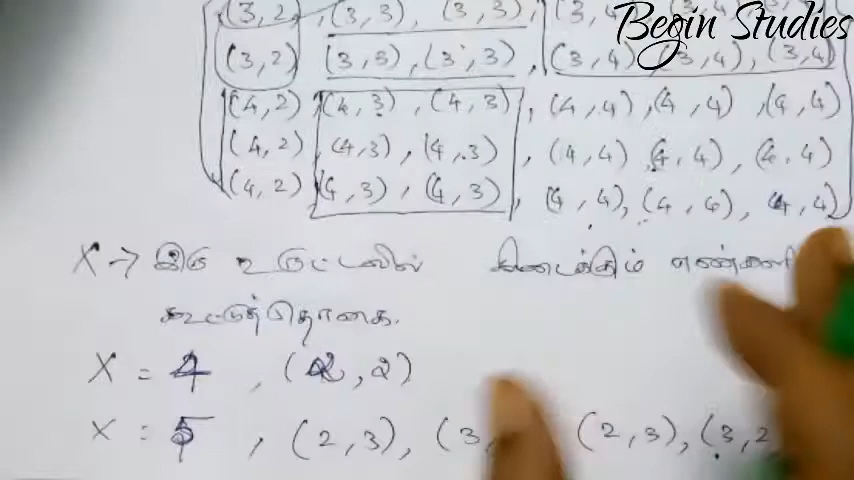 Begin Studies
(3,2), (3,3), (3,3), (3,4
(3,2) (3,3), (3,3) (3,4), (3,4), (3,4)
(4,2) (4,3), (4,3), (4,4), (4,4), (4,4)
(4,2) (4,3), (4,3), (4,4) (4,4), (4,4)
(4,2) (4,3), (4,3), (4,4), (4,4), (4,4)
X → இரு உருட்டலில் கிடைக்கும் எண்களி
கூட்டுத்தொகை.
X = 4, (2,2)
X = 5, (2,3), (3, (2,3), (3,2